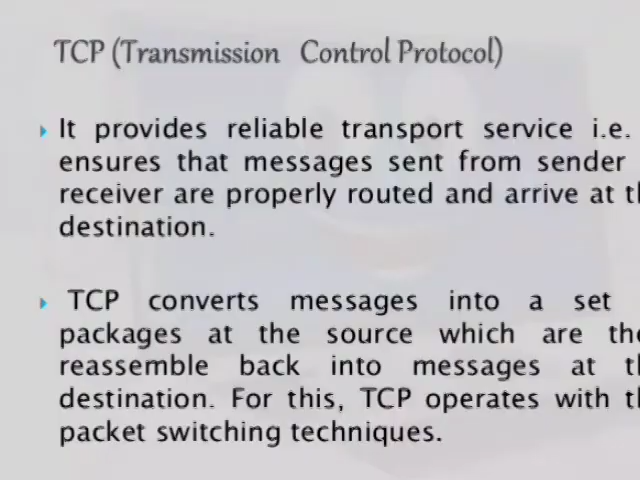 TCP (Transmission Control Protocol)
It provides reliable transport service i.e.
ensures that messages sent from sender
receiver are properly routed and arrive at
destination.
TCP converts messages into a set
packages at the source which are
reassemble back into messages at
destination. For this, TCP operates with
packet switching techniques.